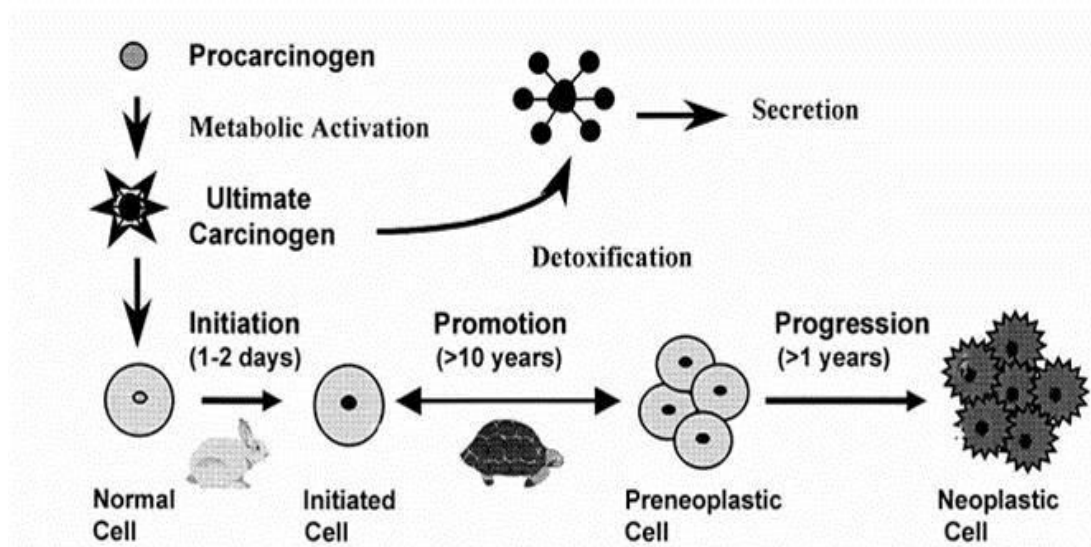 Procarcinogen
Metabolic Activation
Secretion
Ultimate
Carcinogen
Detoxification
Initiation
(1-2 days)
Promotion
(>10 years)
Progression
(>1 years)
Normal
Cell
Initiated
Cell
Preneoplastic
Cell
Neoplastic
Cell